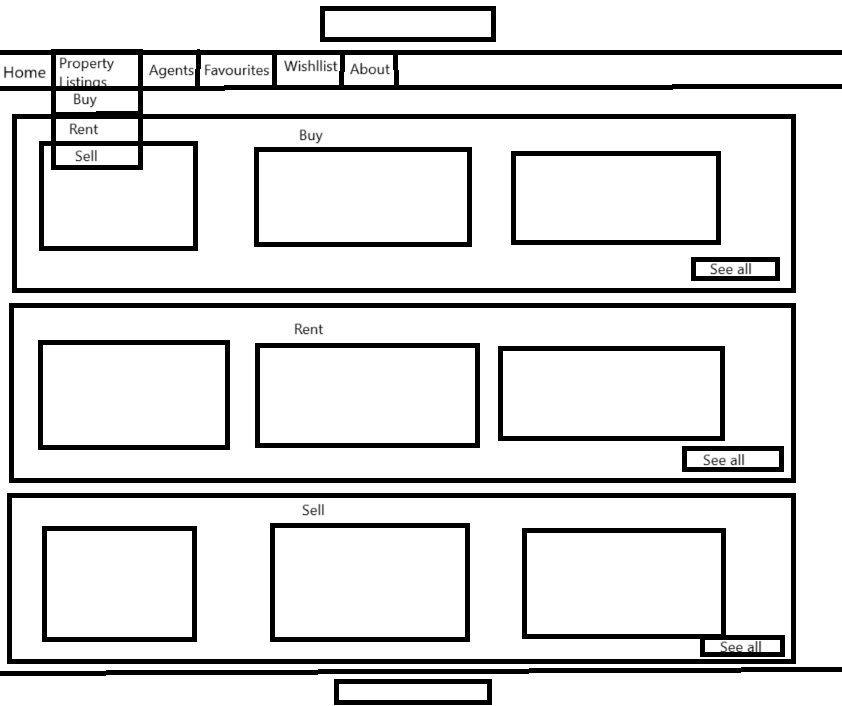 Home
Property
Listings
Agents
Favourites
Wishllist
About
Buy
Rent
Sell
Buy
See all
Rent
See all
Sell
See all